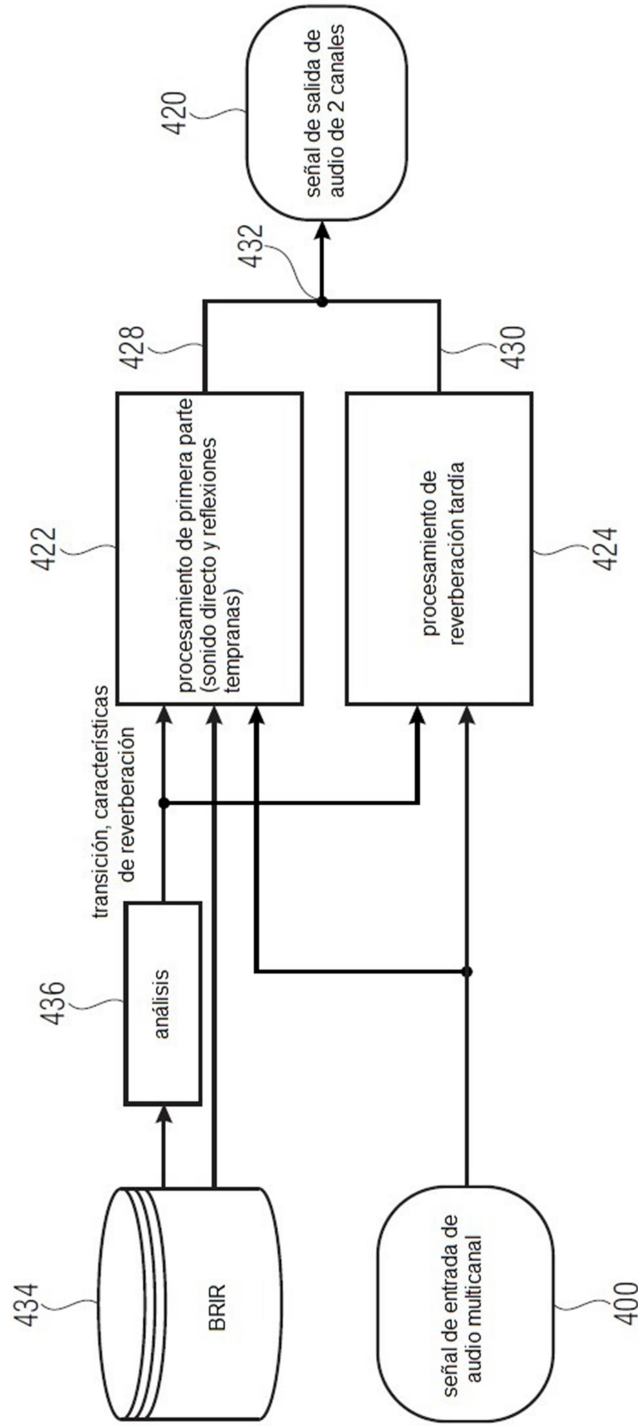 434
BRIR
436
análisis
transición, características
de reverberación
422
procesamiento de primera parte
(sonido directo y reflexiones
tempranas)
428
432
420
señal de salida de
audio de 2 canales
400
señal de entrada de
audio multicanal
424
procesamiento de
reverberación tardía
430